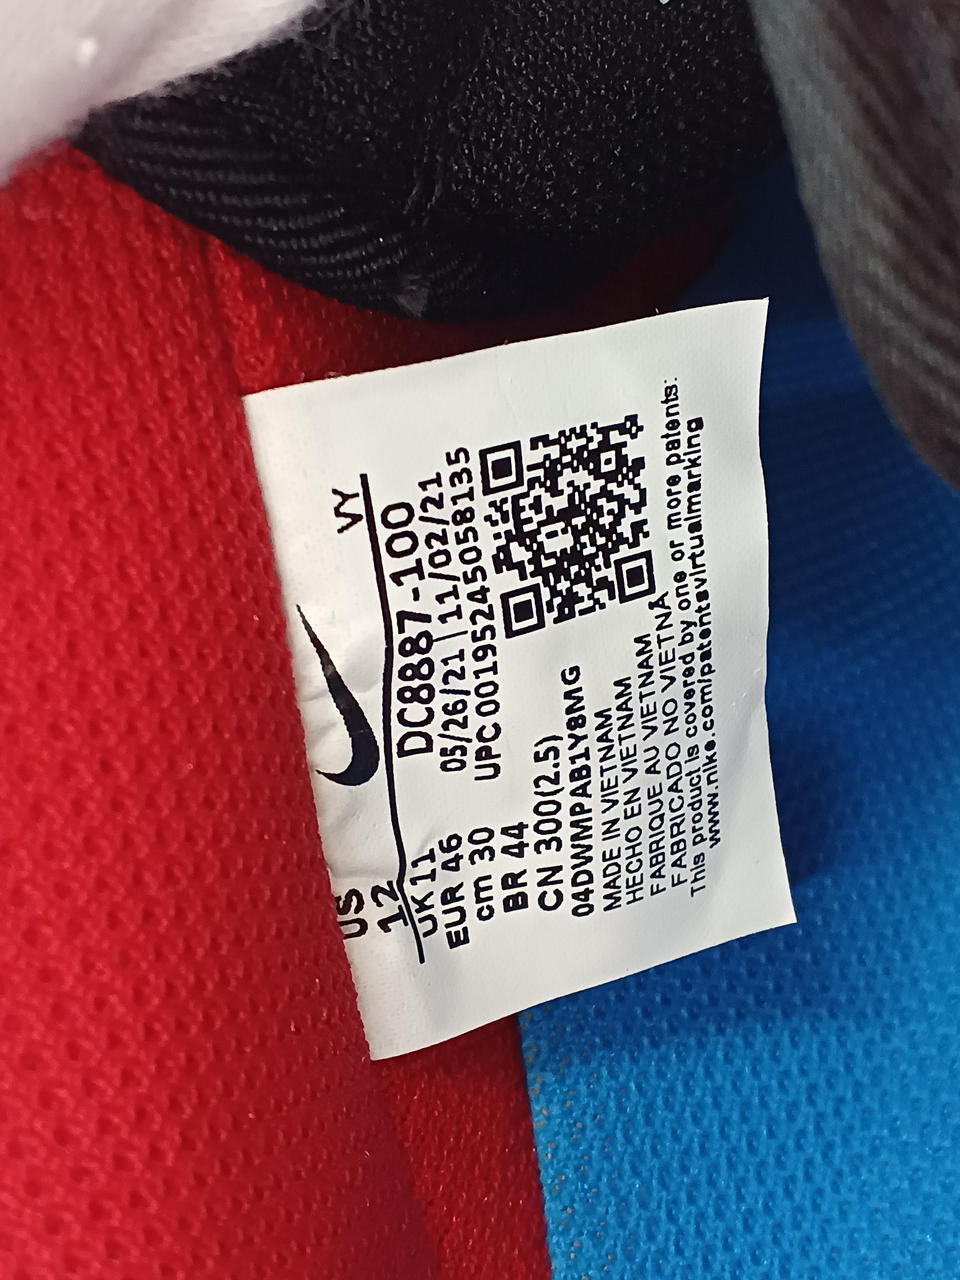 US
12
VY
UK 11
DC8887-100
EUR 46
05/26/21 | 11/02/21
cm 30
UPC 00195245058135
BR 44
CN 300(2.5)
04DWMPAB1Y8MG
MADE IN VIETNAM
HECHO EN VIETNAM
FABRIQUE AU VIETNAM
FABRICADO NO VIETNÃ
This product is covered by one or more patents:
www.nike.com/patentsvirtualmarking